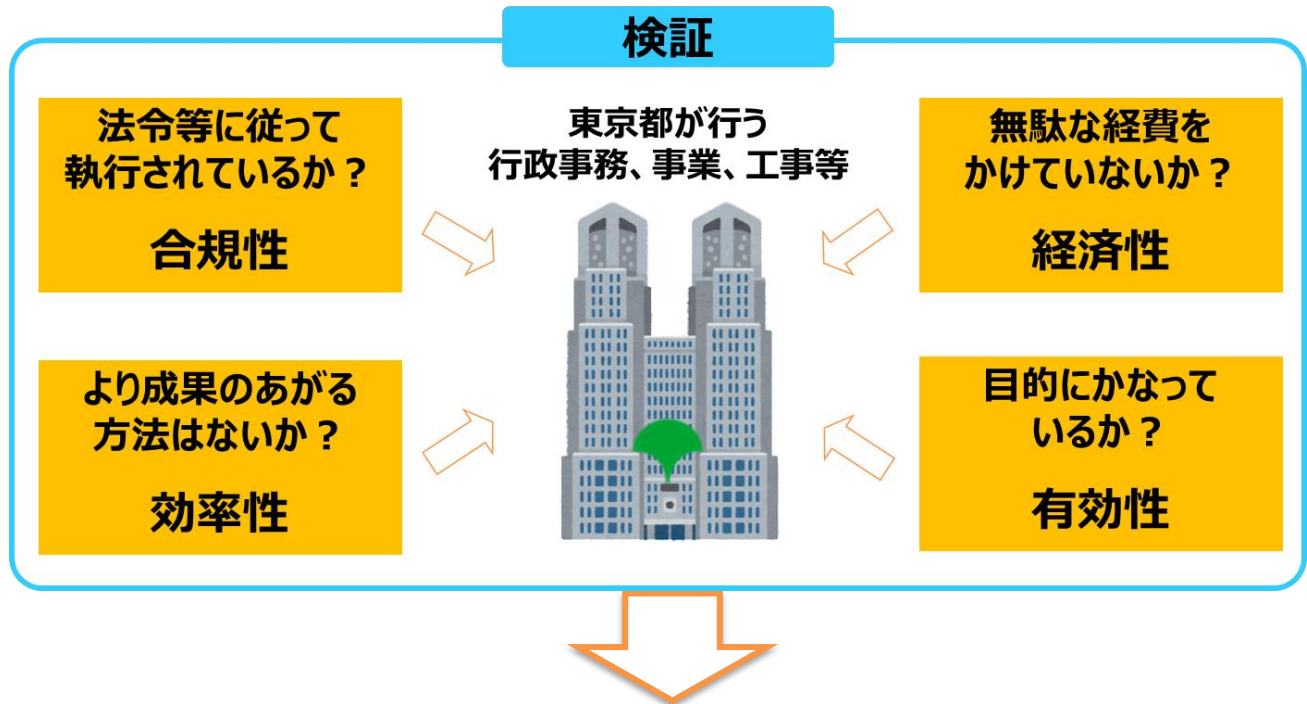 検証
法令等に従って
執行されているか？
合規性
東京都が行う
行政事務、事業、工事等
無駄な経費を
かけていないか？
経済性
より成果のあがる
方法はないか？
効率性
目的にかなって
いるか？
有効性